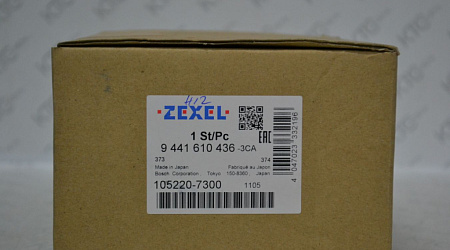 412
ZEXEL
1 St/Pc
9 441 610 436 -3CA
373 374
Made in Japan Fabriqué au Japon
Bosch Corporation, Tokyo 150-8360, Japan
105220-7300 1105
EAC
4 047023 332196